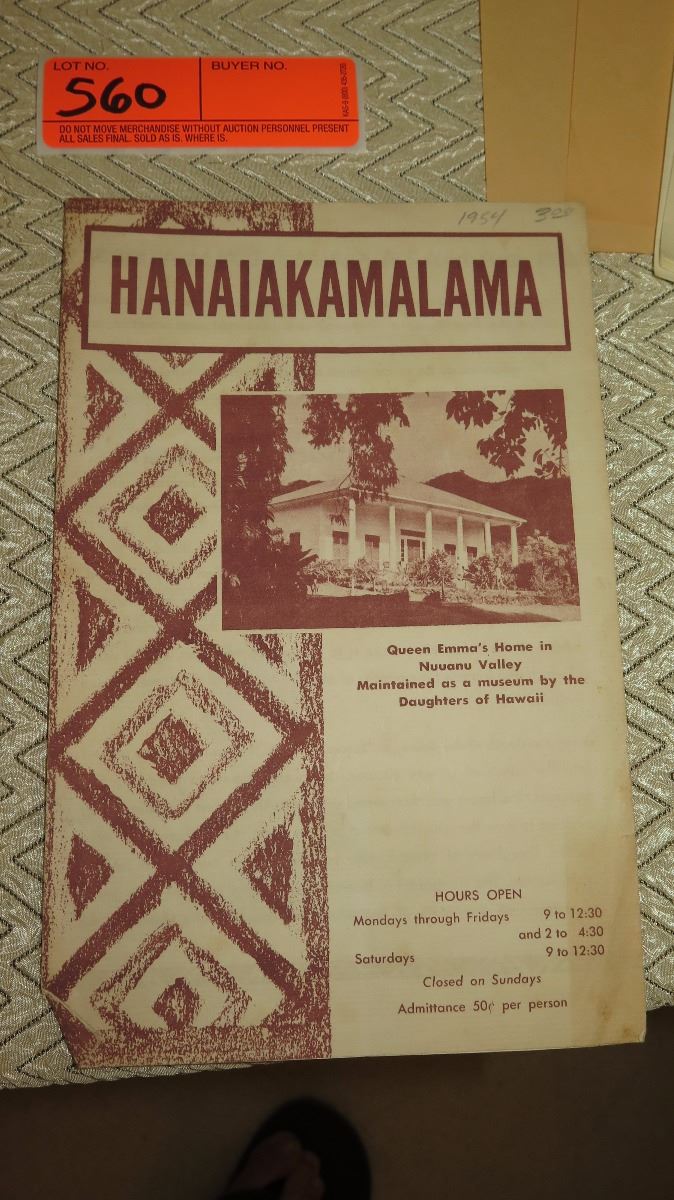 LOT NO.
BUYER NO.
560
DO NOT MOVE MERCHANDISE WITHOUT AUCTION PERSONNEL PRESENT
ALL SALES FINAL. SOLD AS IS. WHERE IS.
1954
HANAIAKAMALAMA
Queen Emma's Home in
Nuuanu Valley
Maintained as a museum by the
Daughters of Hawaii
HOURS OPEN
Mondays through Fridays 9 to 12:30
and 2 to 4:30
Saturdays 9 to 12:30
Closed on Sundays
Admittance 50¢ per person